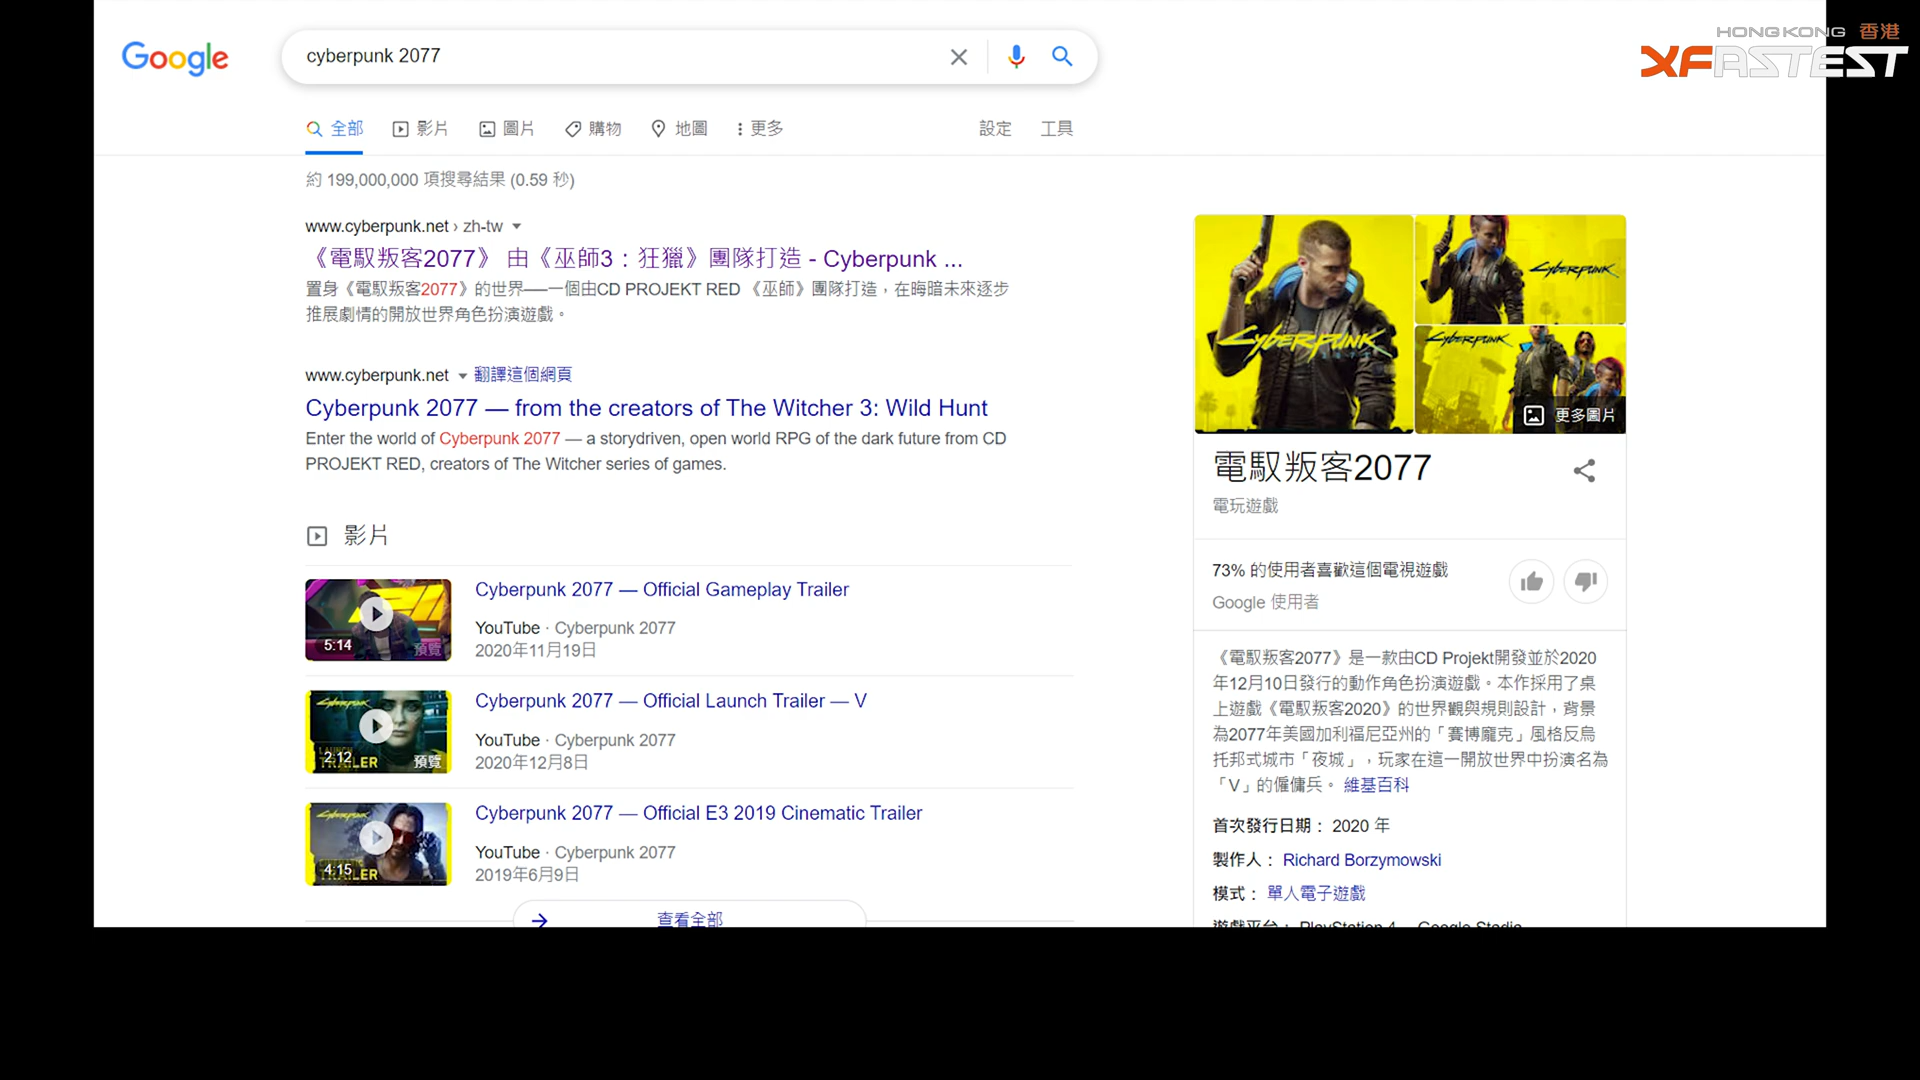 HONG KONG 香港
XFASTEST
Google
cyberpunk 2077
全部 影片 圖片 購物 地圖 更多 設定 工具
約 199,000,000 項搜尋結果 (0.59 秒)
www.cyberpunk.net › zh-tw
《電馭叛客2077》 由《巫師3：狂獵》團隊打造 - Cyberpunk ...
置身《電馭叛客2077》的世界——一個由CD PROJEKT RED 《巫師》團隊打造，在晦暗未來逐步
推展劇情的開放世界角色扮演遊戲。
www.cyberpunk.net 翻譯這個網頁
Cyberpunk 2077 — from the creators of The Witcher 3: Wild Hunt
Enter the world of Cyberpunk 2077 — a storydriven, open world RPG of the dark future from CD
PROJEKT RED, creators of The Witcher series of games.
影片
5:14
預覽
Cyberpunk 2077 — Official Gameplay Trailer
YouTube · Cyberpunk 2077
2020年11月19日
CYBERPUNK
LAUNCH
TRAILER
2:12
預覽
Cyberpunk 2077 — Official Launch Trailer — V
YouTube · Cyberpunk 2077
2020年12月8日
CYBERPUNK
TRAILER
4:15
Cyberpunk 2077 — Official E3 2019 Cinematic Trailer
YouTube · Cyberpunk 2077
2019年6月9日
查看全部
CYBERPUNK
CYBERPUNK
CYBERPUNK
更多圖片
電馭叛客2077
電玩遊戲
73% 的使用者喜歡這個電視遊戲
Google 使用者
《電馭叛客2077》是一款由CD Projekt開發並於2020
年12月10日發行的動作角色扮演遊戲。本作採用了桌
上遊戲《電馭叛客2020》的世界觀與規則設計，背景
為2077年美國加利福尼亞州的「賽博龐克」風格反烏
托邦式城市「夜城」，玩家在這一開放世界中扮演名為
「V」的僱傭兵。 維基百科
首次發行日期： 2020 年
製作人： Richard Borzymowski
模式： 單人電子遊戲
遊戲平台： PlayStation 4、 Google Stadia